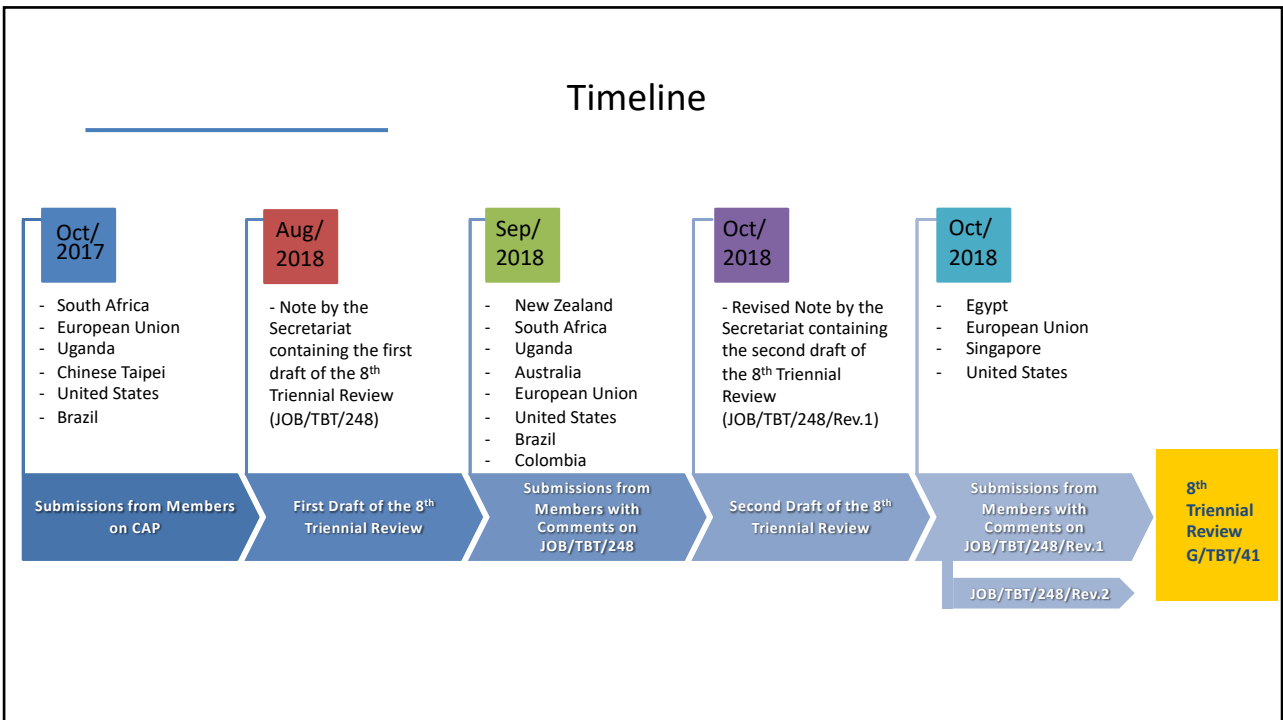 Timeline
Oct/
2017
- South Africa
- European Union
- Uganda
- Chinese Taipei
- United States
- Brazil
Submissions from Members
on CAP
Aug/
2018
- Note by the
Secretariat
containing the first
draft of the 8th
Triennial Review
(JOB/TBT/248)
First Draft of the 8th
Triennial Review
Sep/
2018
- New Zealand
- South Africa
- Uganda
- Australia
- European Union
- United States
- Brazil
- Colombia
Submissions from
Members with
Comments on
JOB/TBT/248
Oct/
2018
- Revised Note by the
Secretariat containing
the second draft of
the 8th Triennial
Review
(JOB/TBT/248/Rev.1)
Second Draft of the 8th
Triennial Review
Oct/
2018
- Egypt
- European Union
- Singapore
- United States
Submissions from
Members with
Comments on
JOB/TBT/248/Rev.1
JOB/TBT/248/Rev.2
8th
Triennial
Review
G/TBT/41